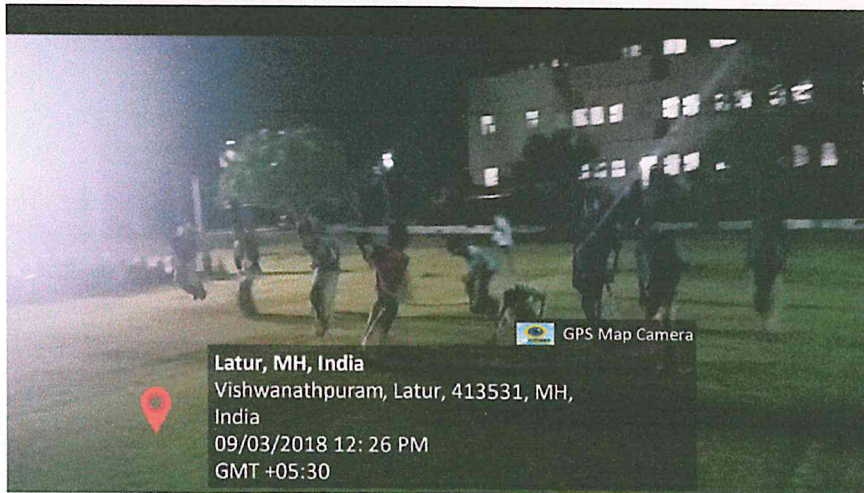 GPS Map Camera
Latur, MH, India
Vishwanathpuram, Latur, 413531, MH,
India
09/03/2018 12: 26 PM
GMT +05:30